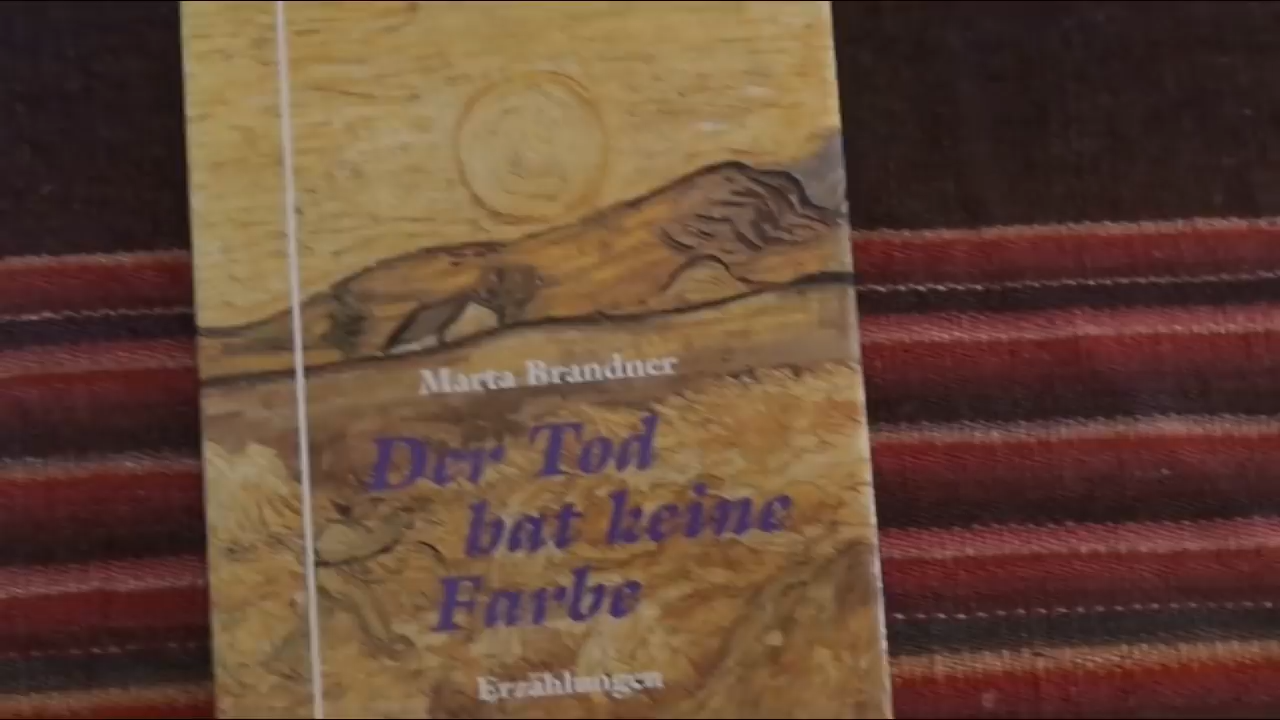 Marta Brandner
Der Tod
hat keine
Farbe
Erzählungen